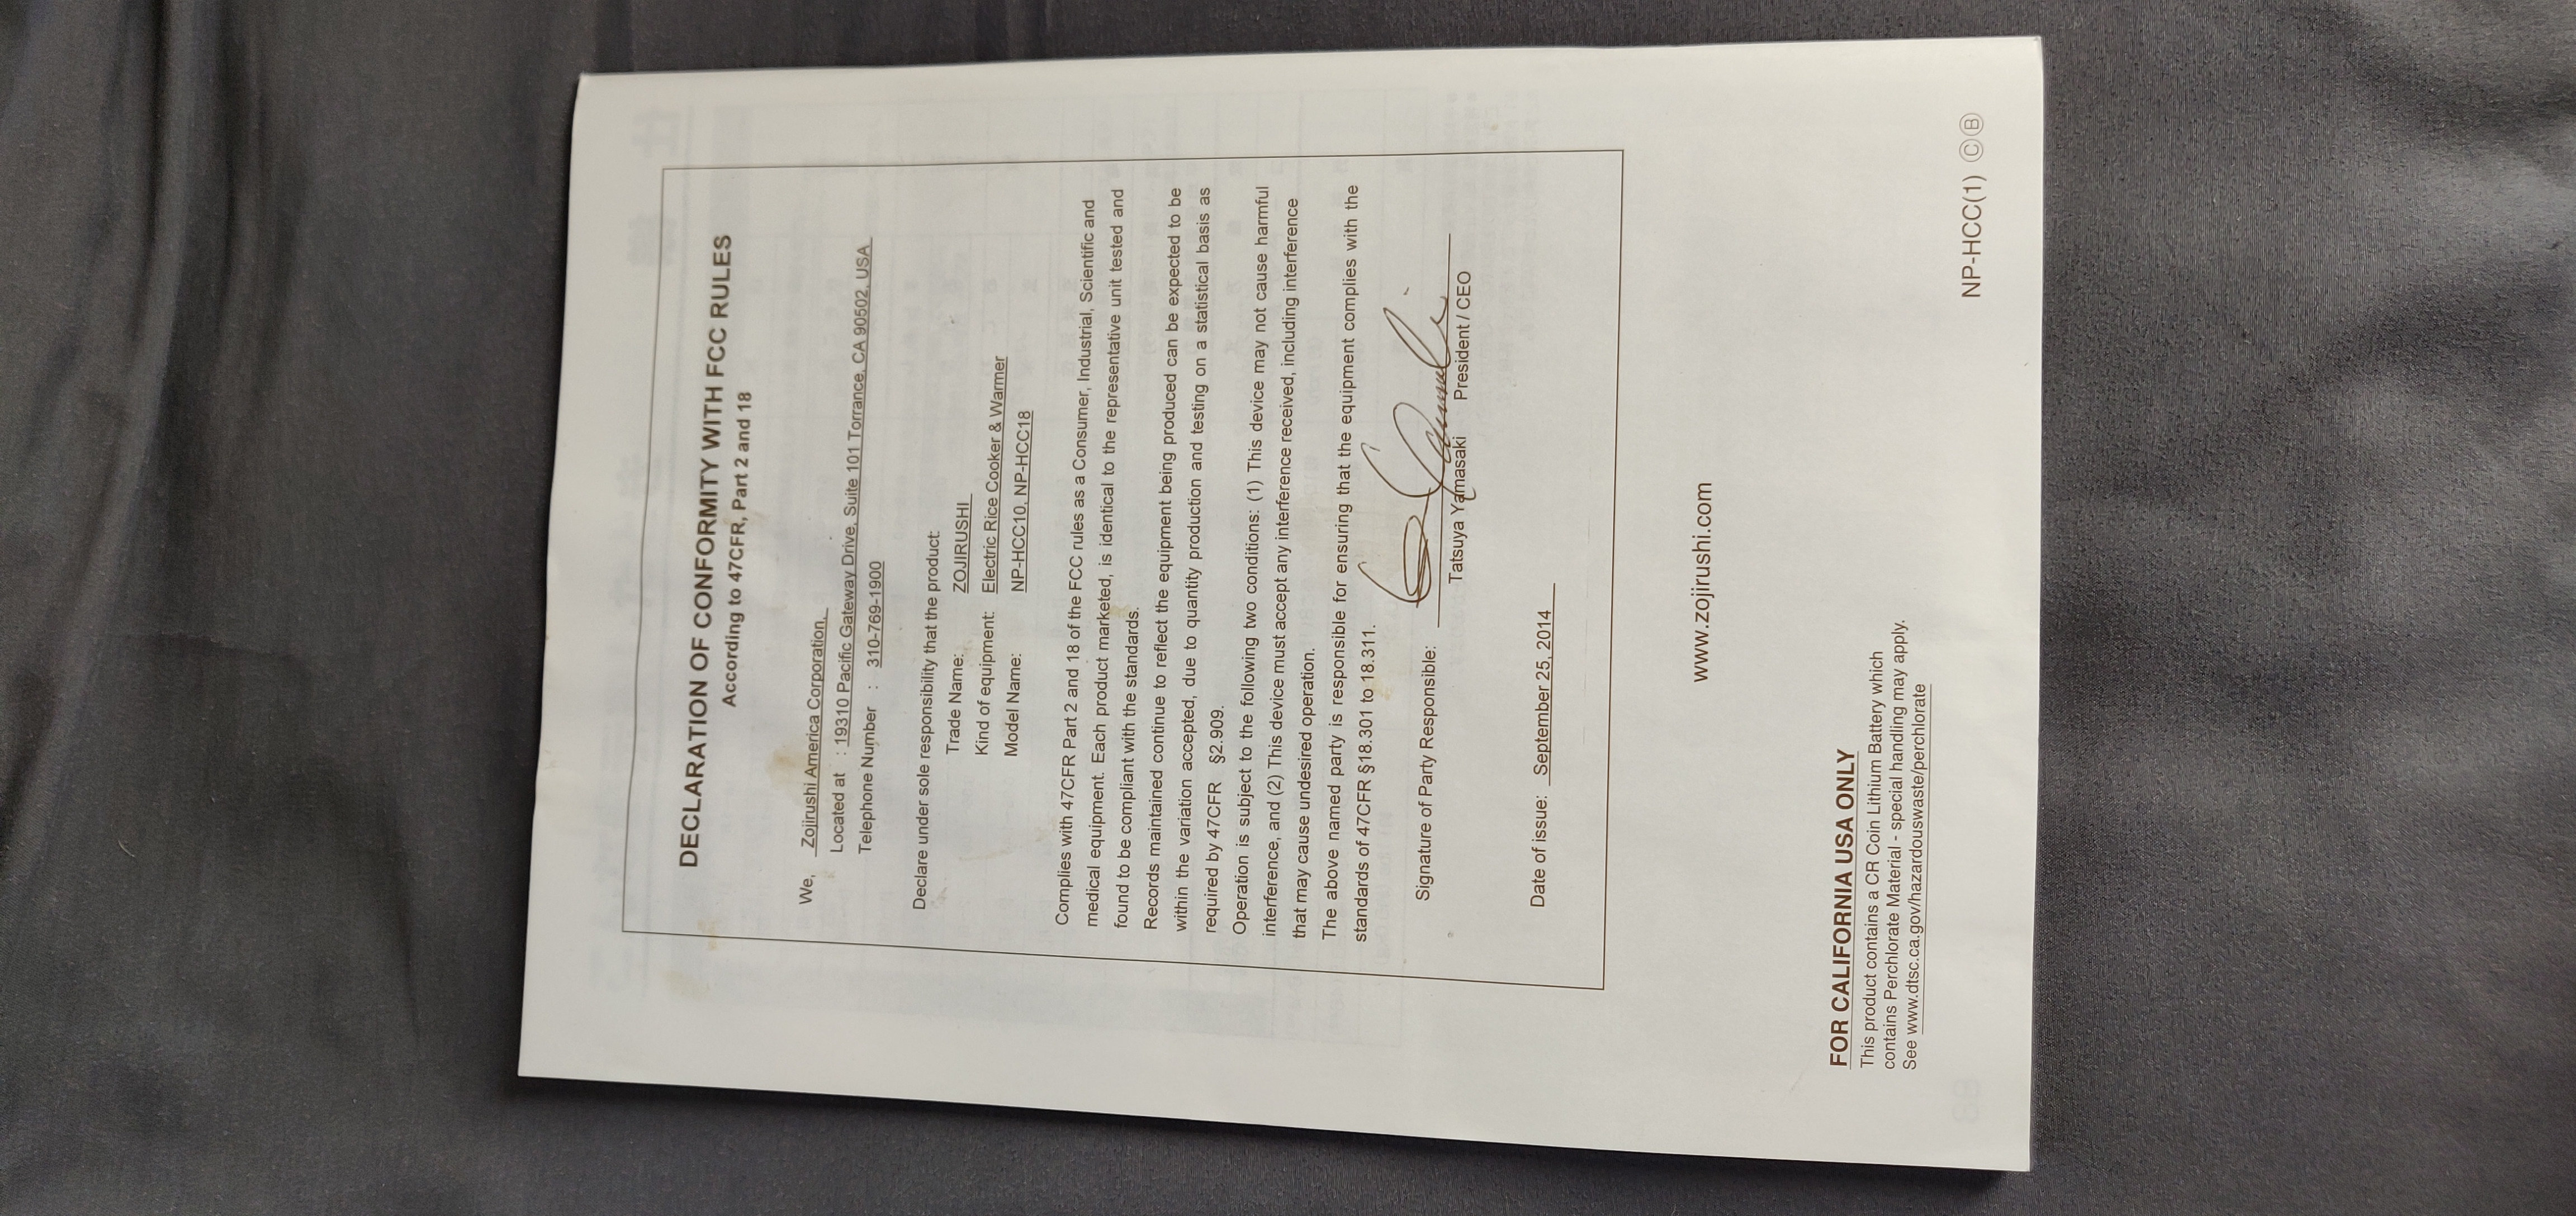 DECLARATION OF CONFORMITY WITH FCC RULES
According to 47CFR, Part 2 and 18
We, Zojirushi America Corporation,
Located at : 19310 Pacific Gateway Drive, Suite 101 Torrance, CA 90502, USA
Telephone Number : 310-769-1900
Declare under sole responsibility that the product:
Trade Name: ZOJIRUSHI
Kind of equipment: Electric Rice Cooker & Warmer
Model Name: NP-HCC10, NP-HCC18
Complies with 47CFR Part 2 and 18 of the FCC rules as a Consumer, Industrial, Scientific and
medical equipment. Each product marketed, is identical to the representative unit tested and
found to be compliant with the standards.
Records maintained continue to reflect the equipment being produced can be expected to be
within the variation accepted, due to quantity production and testing on a statistical basis as
required by 47CFR §2.909.
Operation is subject to the following two conditions: (1) This device may not cause harmful
interference, and (2) This device must accept any interference received, including interference
that may cause undesired operation.
The above named party is responsible for ensuring that the equipment complies with the
standards of 47CFR §18.301 to 18.311.
Signature of Party Responsible:
Tatsuya Yamasaki President / CEO
Date of issue: September 25, 2014
www.zojirushi.com
FOR CALIFORNIA USA ONLY
This product contains a CR Coin Lithium Battery which
contains Perchlorate Material - special handling may apply.
See www.dtsc.ca.gov/hazardouswaste/perchlorate
NP-HCC(1) ⒸⒷ